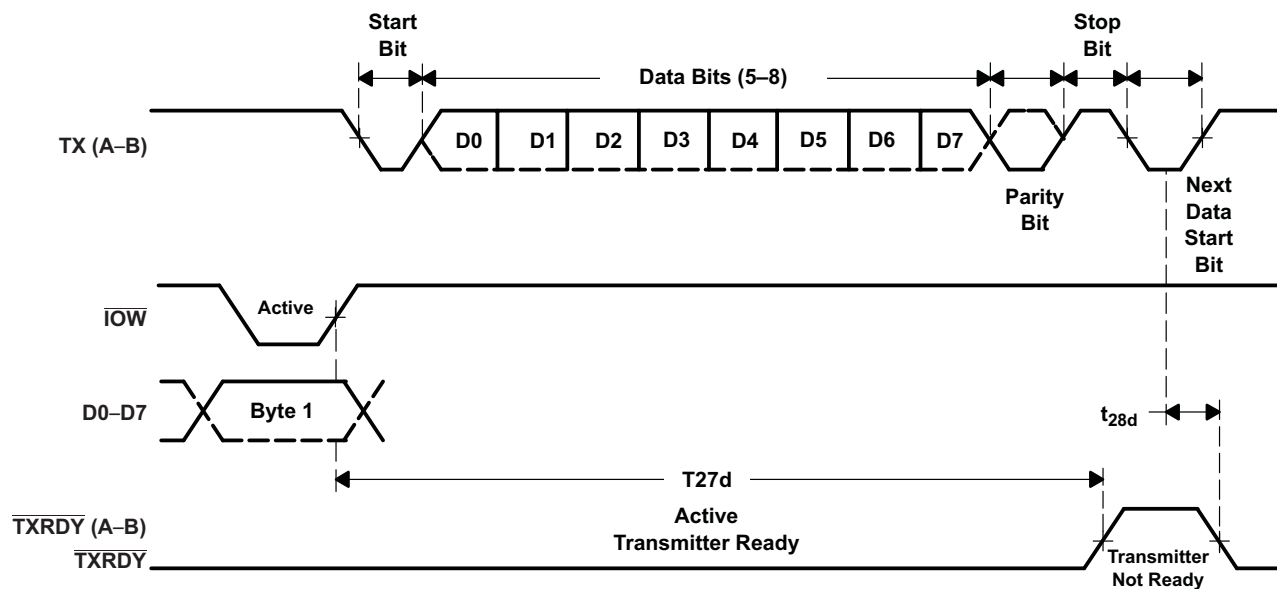 Start
Bit
Data Bits (5–8)
Stop
Bit
TX (A–B)
D0 D1 D2 D3 D4 D5 D6 D7
Parity
Bit
Next
Data
Start
Bit
IOW
Active
D0–D7
Byte 1
t28d
T27d
TXRDY (A–B)
TXRDY
Active
Transmitter Ready
Transmitter
Not Ready